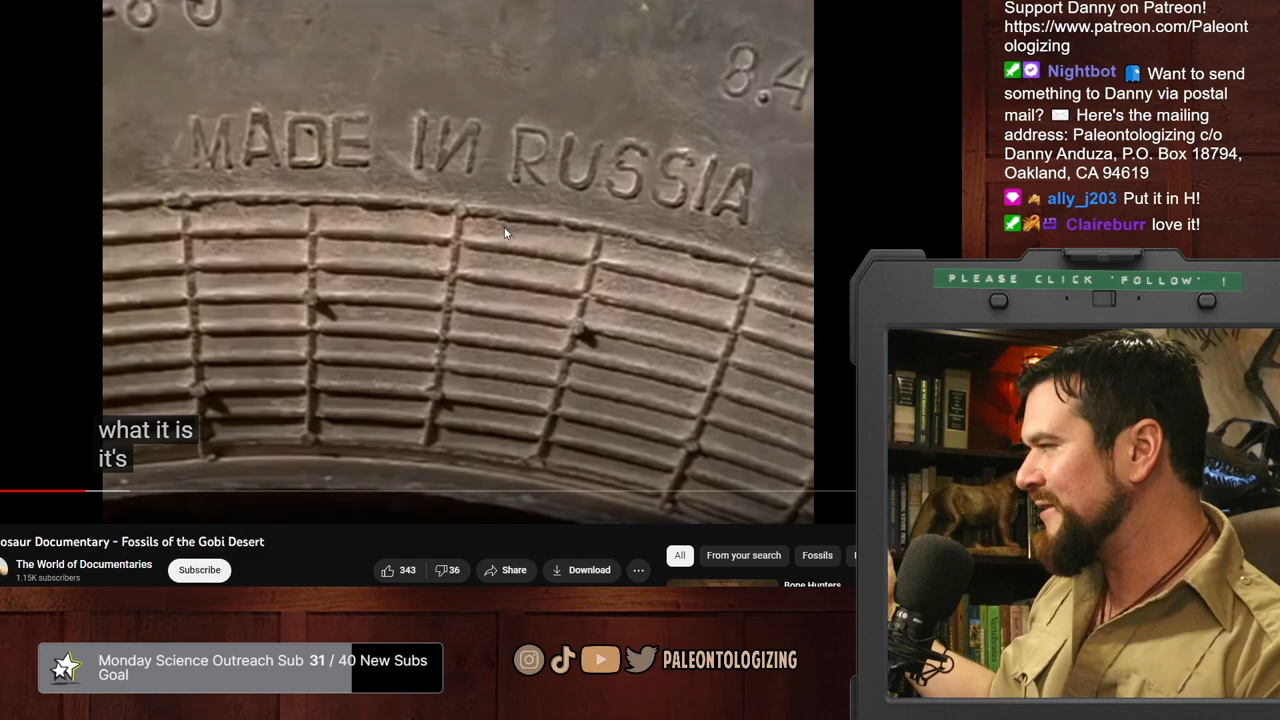 8.4
MADE IN RUSSIA
what it is
it's
osaur Documentary - Fossils of the Gobi Desert
The World of Documentaries
1.15K subscribers
Subscribe
343
36
Share
Download
All
From your search
Fossils
Bone Hunters
Support Danny on Patreon!
https://www.patreon.com/Paleont
ologizing
Nightbot Want to send
something to Danny via postal
mail? Here's the mailing
address: Paleontologizing c/o
Danny Anduza, P.O. Box 18794,
Oakland, CA 94619
ally_j203 Put it in H!
Claireburr love it!
PLEASE CLICK 'FOLLOW' !
Monday Science Outreach Sub 31 / 40 New Subs
Goal
PALEONTOLOGIZING